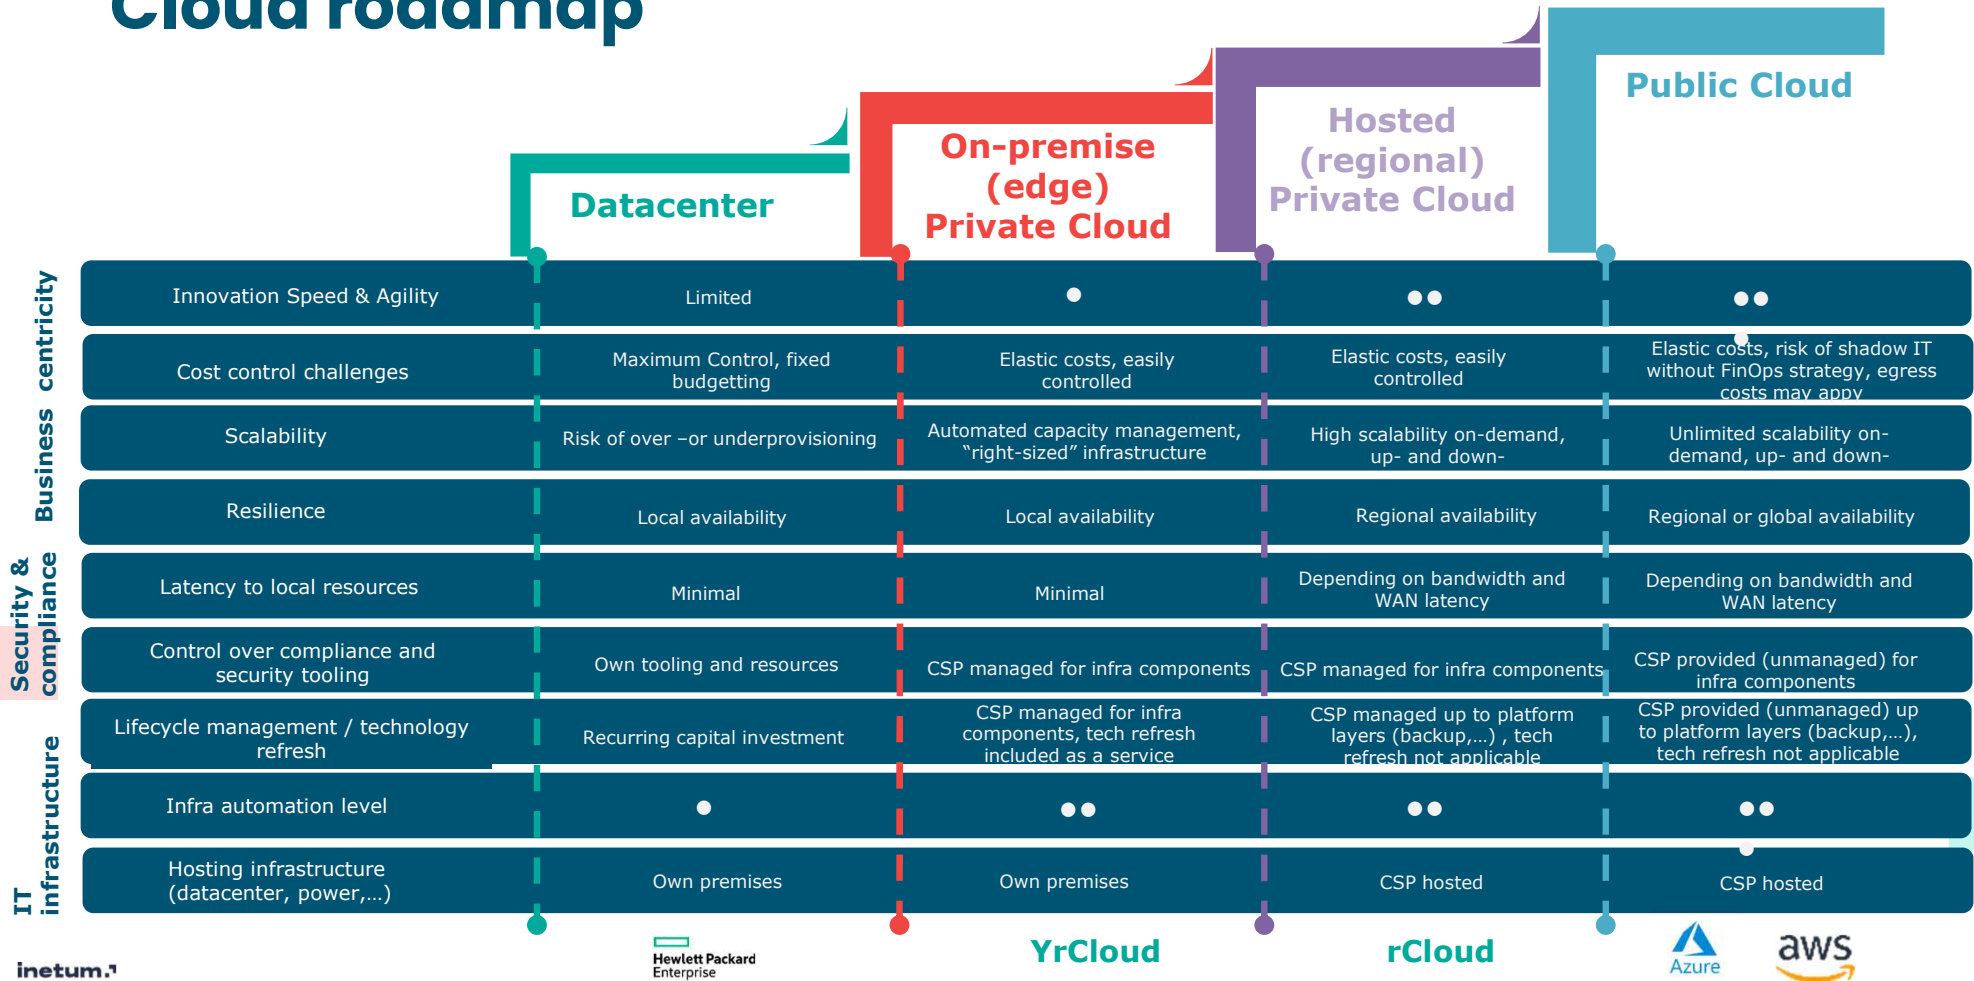 Cloud roadmap
Public Cloud
Hosted
(regional)
Private Cloud
On-premise
(edge)
Private Cloud
Datacenter
Business centricity
Innovation Speed & Agility
Limited
●
●●
●●
●
Cost control challenges
Maximum Control, fixed
budgetting
Elastic costs, easily
controlled
Elastic costs, easily
controlled
Elastic costs, risk of shadow IT
without FinOps strategy, egress
costs may appy
Scalability
Risk of over –or underprovisioning
Automated capacity management,
“right-sized” infrastructure
High scalability on-demand,
up- and down-
Unlimited scalability on-
demand, up- and down-
Resilience
Local availability
Local availability
Regional availability
Regional or global availability
Security &
compliance
Latency to local resources
Minimal
Minimal
Depending on bandwidth and
WAN latency
Depending on bandwidth and
WAN latency
Control over compliance and
security tooling
Own tooling and resources
CSP managed for infra components
CSP managed for infra components
CSP provided (unmanaged) for
infra components
IT
infrastructure
Lifecycle management / technology
refresh
Recurring capital investment
CSP managed for infra
components, tech refresh
included as a service
CSP managed up to platform
layers (backup,…) , tech
refresh not applicable
CSP provided (unmanaged) up
to platform layers (backup,…),
tech refresh not applicable
Infra automation level
●
●●
●●
●●
●
Hosting infrastructure
(datacenter, power,…)
Own premises
Own premises
CSP hosted
CSP hosted
inetum.
Hewlett Packard
Enterprise
YrCloud
rCloud
Azure
aws